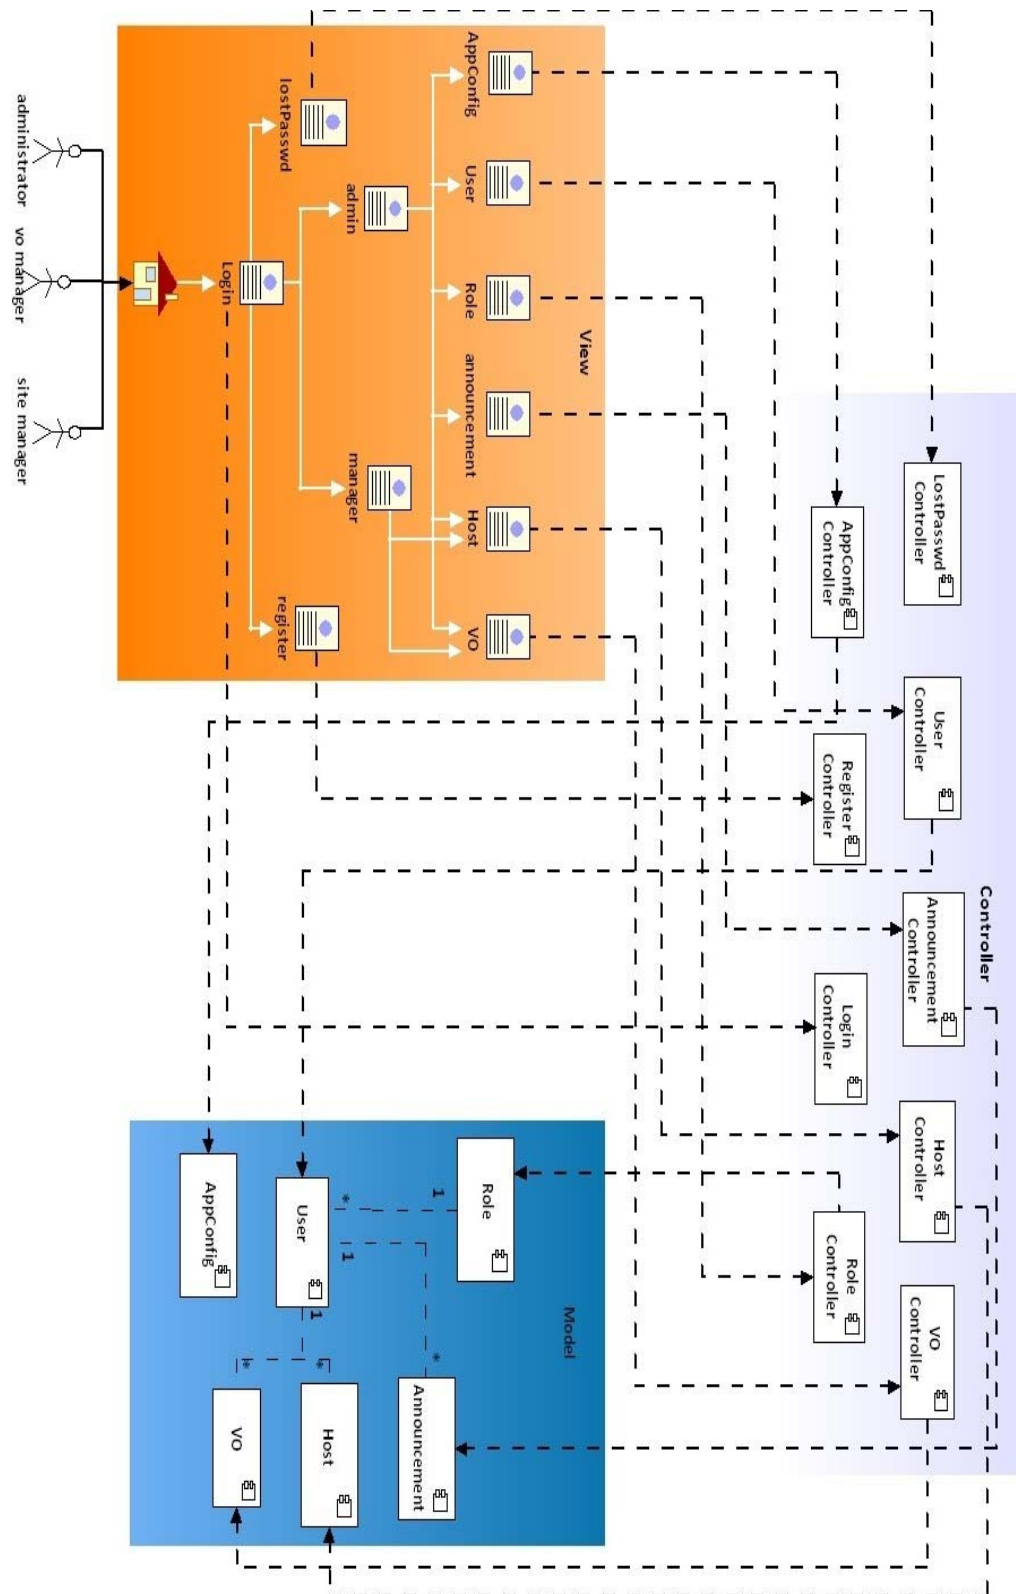 administrator
vo manager
site manager
View
Login
lostPasswd
admin
manager
register
AppConfig
User
Role
announcement
Host
VO
Controller
LostPasswd
Controller
AppConfig
Controller
User
Controller
Register
Controller
Announcement
Controller
Login
Controller
Host
Controller
Role
Controller
VO
Controller
Model
Role
1
*
User
1
*
1
*
*
AppConfig
Announcement
Host
VO